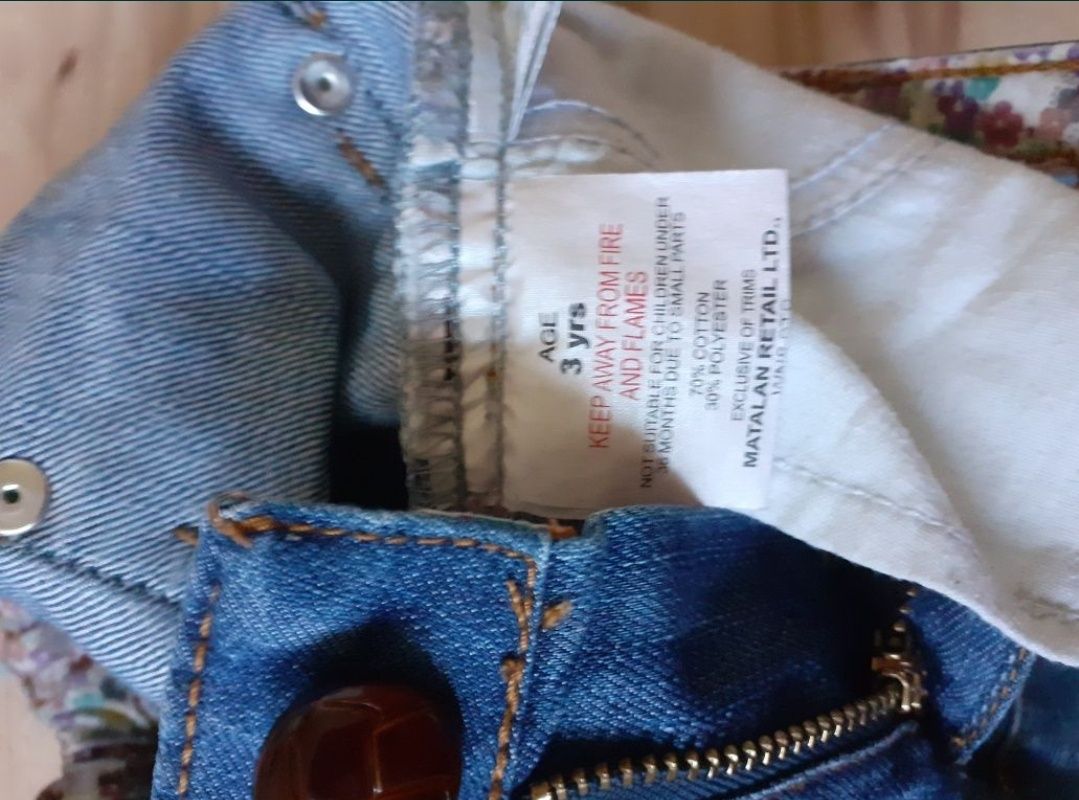 AGE
3 yrs
KEEP AWAY FROM FIRE
AND FLAMES
NOT SUITABLE FOR CHILDREN UNDER
36 MONTHS DUE TO SMALL PARTS
70% COTTON
30% POLYESTER
EXCLUSIVE OF TRIMS
MATALAN RETAIL LTD.,